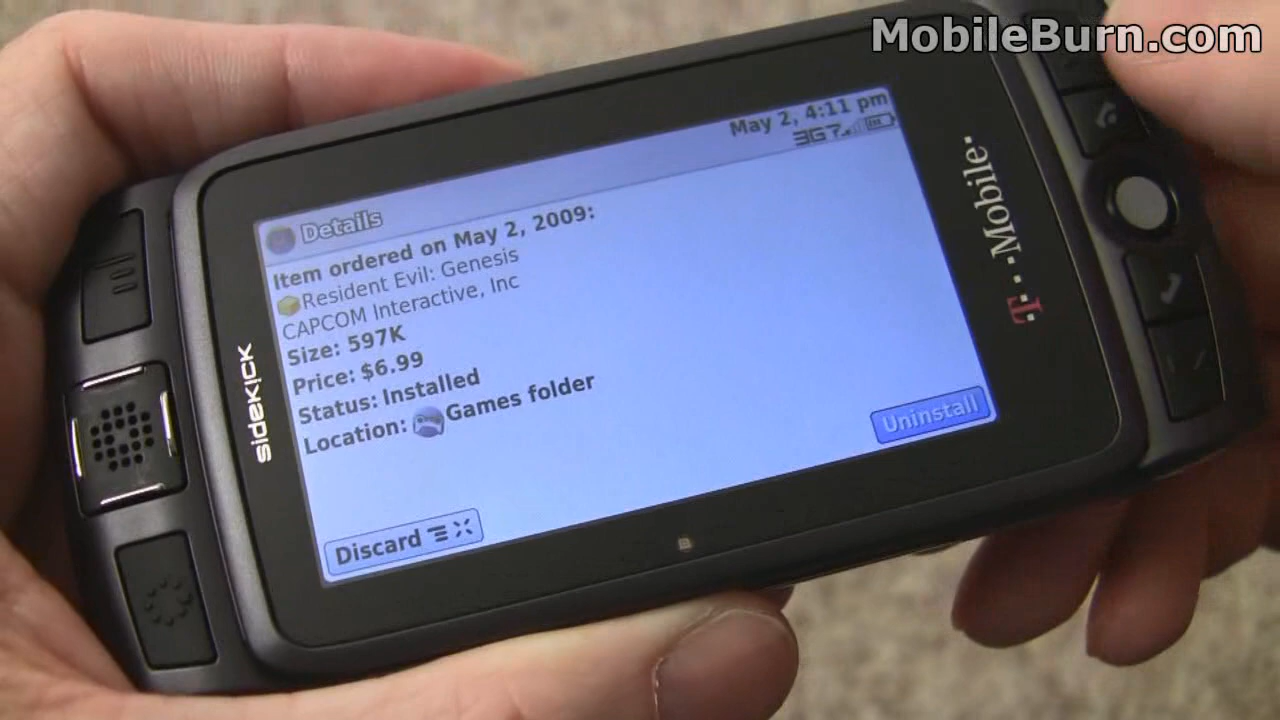 MobileBurn.com
May 2, 4:11 pm
3G
Details
Item ordered on May 2, 2009:
Resident Evil: Genesis
CAPCOM Interactive, Inc
Size: 597K
Price: $6.99
Status: Installed
Location: Games folder
Uninstall
Discard
sidekick
T · · Mobile ·